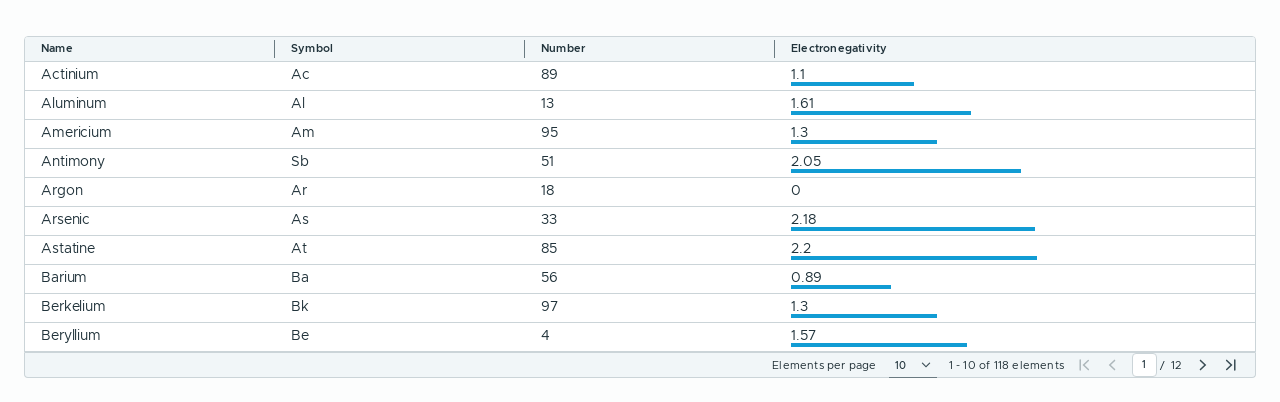 Name Symbol Number Electronegativity
Actinium Ac 89 1.1
Aluminum Al 13 1.61
Americium Am 95 1.3
Antimony Sb 51 2.05
Argon Ar 18 0
Arsenic As 33 2.18
Astatine At 85 2.2
Barium Ba 56 0.89
Berkelium Bk 97 1.3
Beryllium Be 4 1.57
Elements per page 10 1 - 10 of 118 elements 1 / 12